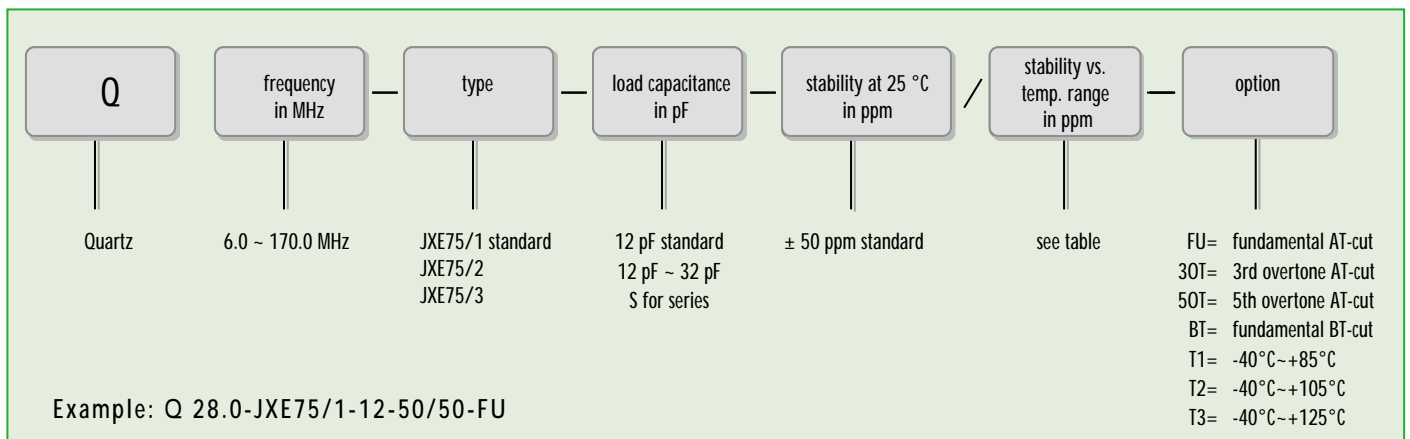 Q
frequency
in MHz
type
load capacitance
in pF
stability at 25 °C
in ppm
/
stability vs.
temp. range
in ppm
option
Quartz
6.0 ~ 170.0 MHz
JXE75/1 standard
JXE75/2
JXE75/3
12 pF standard
12 pF ~ 32 pF
S for series
± 50 ppm standard
see table
FU= fundamental AT-cut
3OT= 3rd overtone AT-cut
5OT= 5th overtone AT-cut
BT= fundamental BT-cut
T1= -40°C~+85°C
T2= -40°C~+105°C
T3= -40°C~+125°C
Example: Q 28.0-JXE75/1-12-50/50-FU